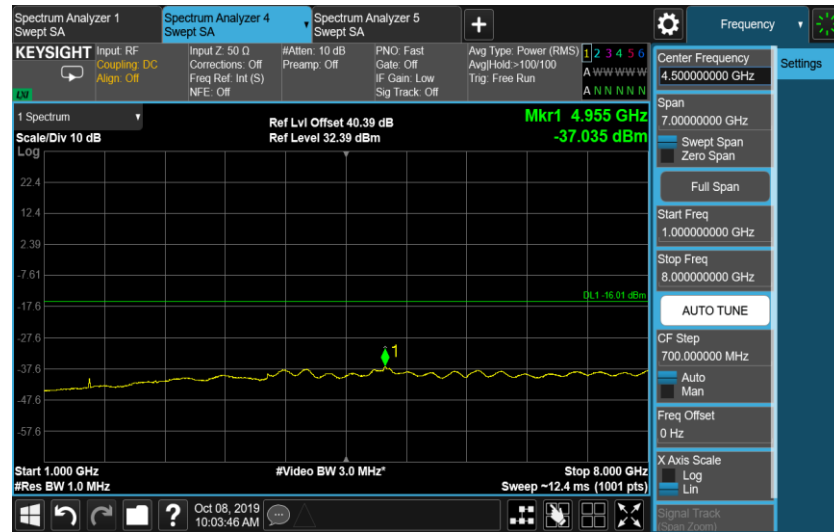 Spectrum Analyzer 1
Swept SA
Spectrum Analyzer 4
Swept SA
Spectrum Analyzer 5
Swept SA
Frequency
KEYSIGHT
LXI
Input: RF
Coupling: DC
Align: Off
Input Z: 50 Ω
Corrections: Off
Freq Ref: Int (S)
NFE: Off
#Atten: 10 dB
Preamp: Off
PNO: Fast
Gate: Off
IF Gain: Low
Sig Track: Off
Avg Type: Power (RMS)
Avg|Hold:>100/100
Trig: Free Run
1 2 3 4 5 6
A W W W W W
A N N N N N
1 Spectrum
Scale/Div 10 dB
Log
Ref Lvl Offset 40.39 dB
Ref Level 32.39 dBm
Mkr1 4.955 GHz
-37.035 dBm
22.4
12.4
2.39
-7.61
-17.6
-27.6
-37.6
-47.6
-57.6
DL1 -16.01 dBm
1
Start 1.000 GHz
#Res BW 1.0 MHz
#Video BW 3.0 MHz*
Stop 8.000 GHz
Sweep ~12.4 ms (1001 pts)
Center Frequency
4.500000000 GHz
Settings
Span
7.00000000 GHz
Swept Span
Zero Span
Full Span
Start Freq
1.000000000 GHz
Stop Freq
8.000000000 GHz
AUTO TUNE
CF Step
700.000000 MHz
Auto
Man
Freq Offset
0 Hz
X Axis Scale
Log
Lin
Signal Track
(Span Zoom)
?
Oct 08, 2019
10:03:46 AM